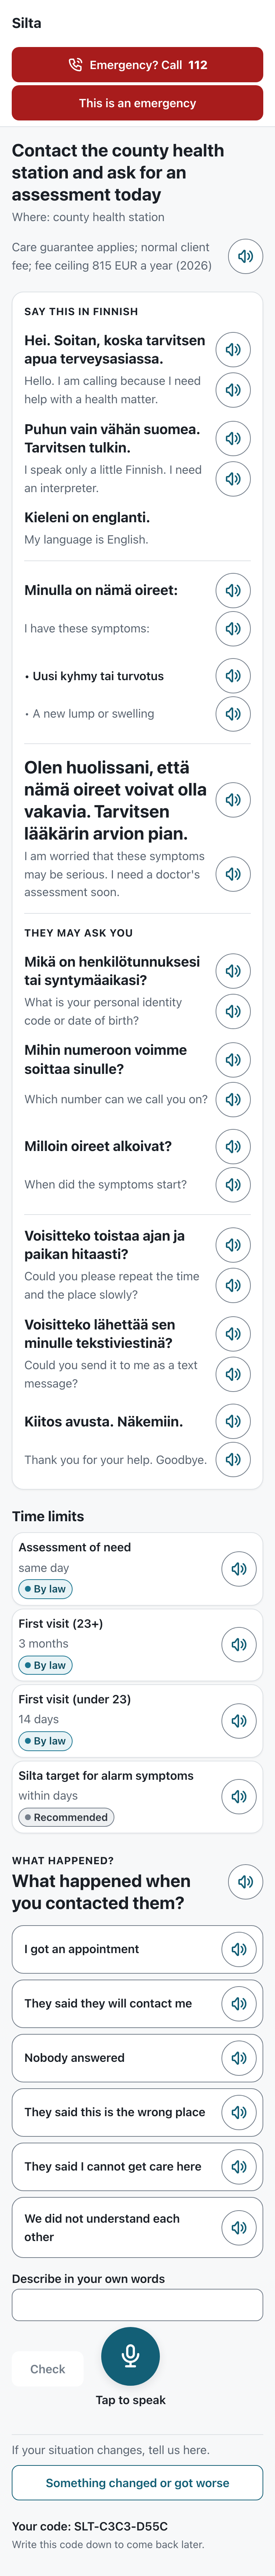 Silta
Emergency? Call 112
This is an emergency
Contact the county health
station and ask for an
assessment today
Where: county health station
Care guarantee applies; normal client
fee; fee ceiling 815 EUR a year (2026)
SAY THIS IN FINNISH
Hei. Soitan, koska tarvitsen
apua terveysasiassa.
Hello. I am calling because I need
help with a health matter.
Puhun vain vähän suomea.
Tarvitsen tulkin.
I speak only a little Finnish. I need
an interpreter.
Kieleni on englanti.
My language is English.
Minulla on nämä oireet:
I have these symptoms:
• Uusi kyhmy tai turvotus
• A new lump or swelling
Olen huolissani, että
nämä oireet voivat olla
vakavia. Tarvitsen
lääkärin arvion pian.
I am worried that these symptoms
may be serious. I need a doctor's
assessment soon.
THEY MAY ASK YOU
Mikä on henkilötunnuksesi
tai syntymäaikasi?
What is your personal identity
code or date of birth?
Mihin numeroon voimme
soittaa sinulle?
Which number can we call you on?
Milloin oireet alkoivat?
When did the symptoms start?
Voisitteko toistaa ajan ja
paikan hitaasti?
Could you please repeat the time
and the place slowly?
Voisitteko lähettää sen
minulle tekstiviestinä?
Could you send it to me as a text
message?
Kiitos avusta. Näkemiin.
Thank you for your help. Goodbye.
Time limits
Assessment of need
same day
By law
First visit (23+)
3 months
By law
First visit (under 23)
14 days
By law
Silta target for alarm symptoms
within days
Recommended
WHAT HAPPENED?
What happened when
you contacted them?
I got an appointment
They said they will contact me
Nobody answered
They said this is the wrong place
They said I cannot get care here
We did not understand each
other
Describe in your own words
Check
Tap to speak
If your situation changes, tell us here.
Something changed or got worse
Your code: SLT-C3C3-D55C
Write this code down to come back later.